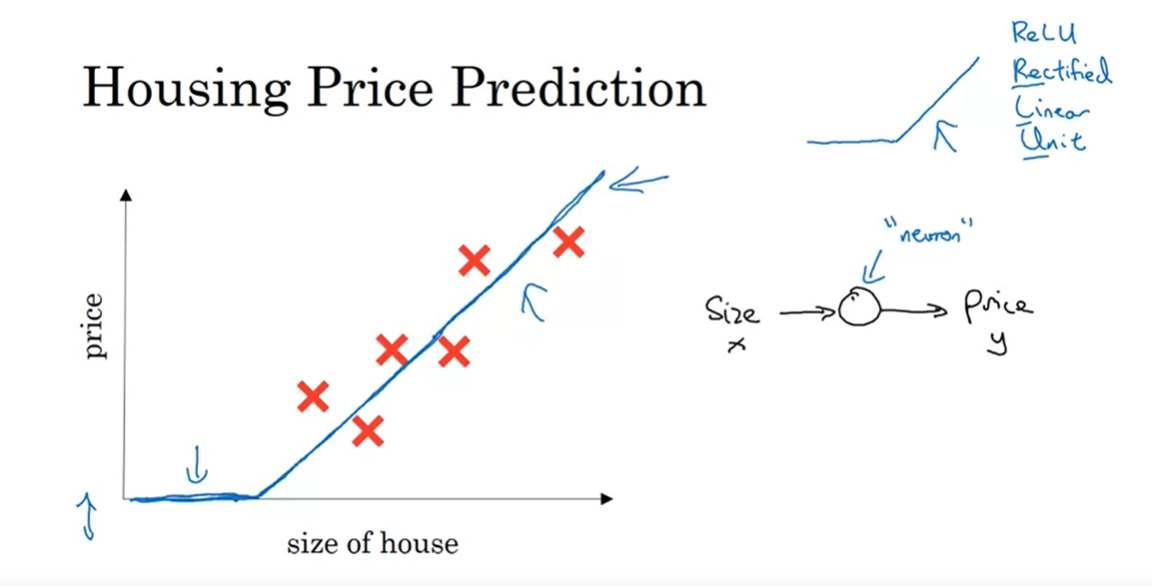 Housing Price Prediction
ReLU
Rectified
Linear
Unit
price
size of house
"neuron"
Size
x
Price
y